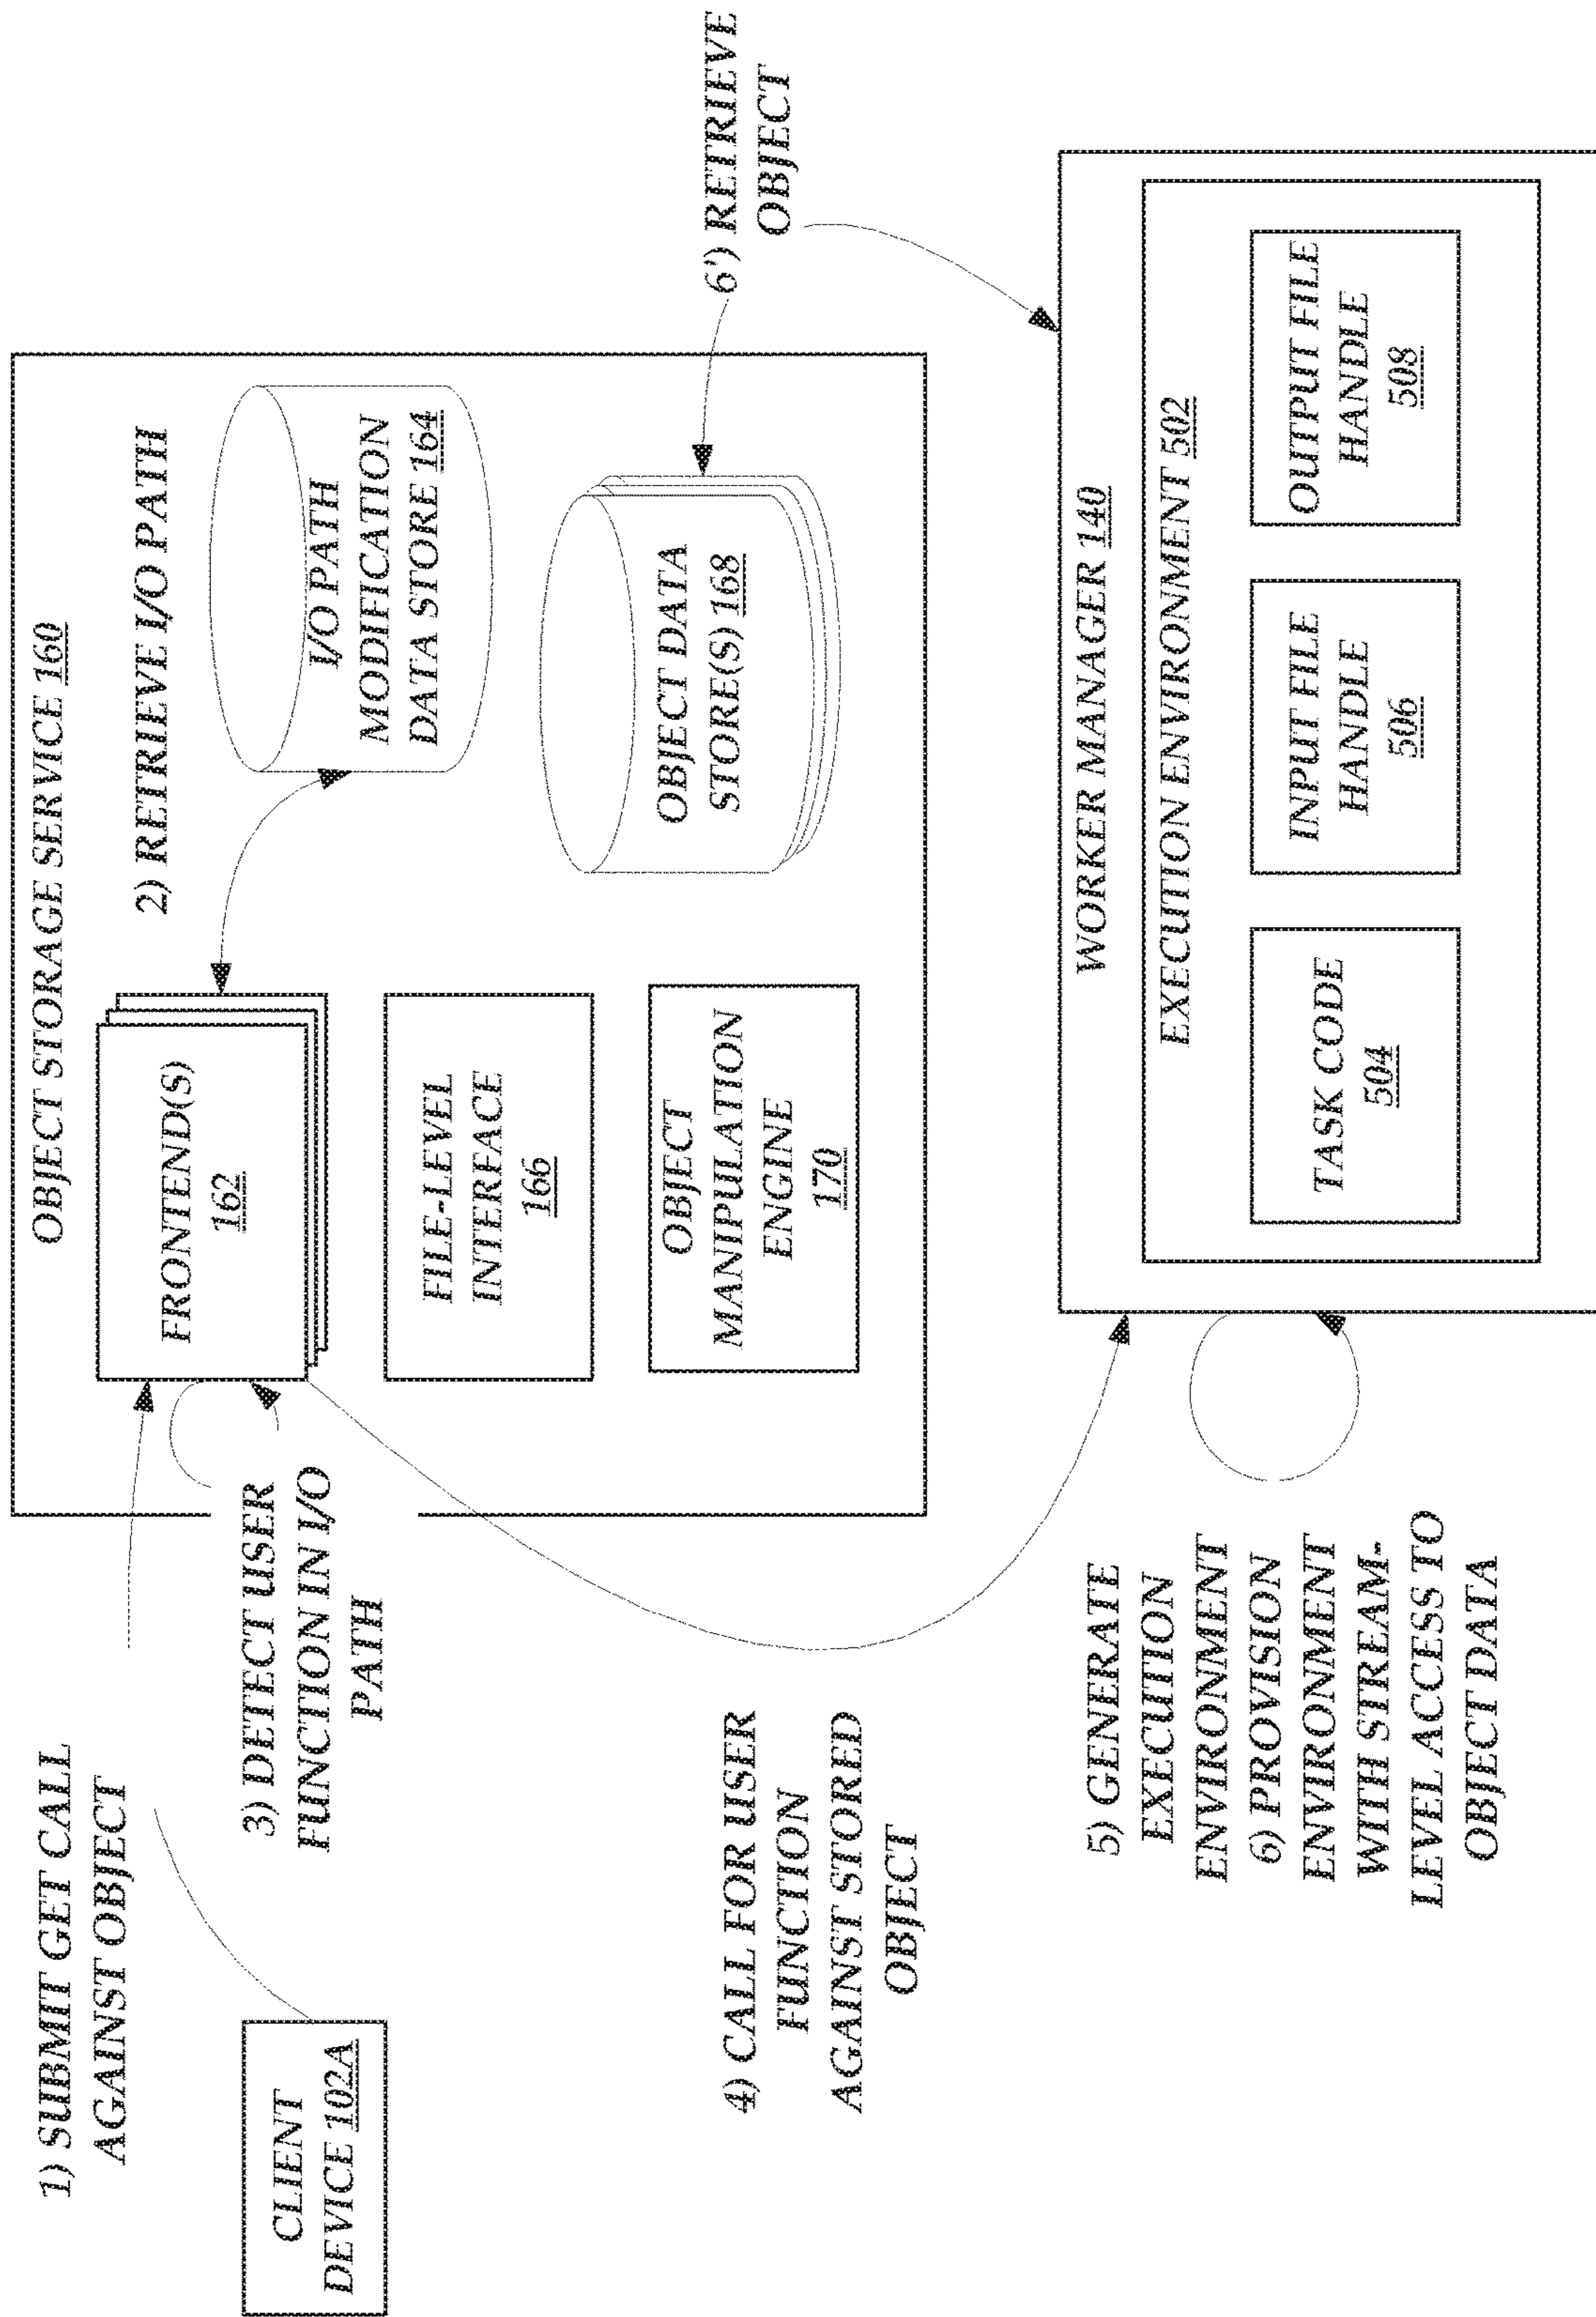 1) SUBMIT GET CALL
AGAINST OBJECT
CLIENT
DEVICE 102A
3) DETECT USER
FUNCTION IN I/O
PATH
4) CALL FOR USER
FUNCTION
AGAINST STORED
OBJECT
OBJECT STORAGE SERVICE 160
FRONTEND(S)
162
2) RETRIEVE I/O PATH
I/O PATH
MODIFICATION
DATA STORE 164
FILE-LEVEL
INTERFACE
166
OBJECT DATA
STORE(S) 168
OBJECT
MANIPULATION
ENGINE
170
6') RETRIEVE
OBJECT
5) GENERATE
EXECUTION
ENVIRONMENT
6) PROVISION
ENVIRONMENT
WITH STREAM-
LEVEL ACCESS TO
OBJECT DATA
WORKER MANAGER 140
EXECUTION ENVIRONMENT 502
TASK CODE
504
INPUT FILE
HANDLE
506
OUTPUT FILE
HANDLE
508